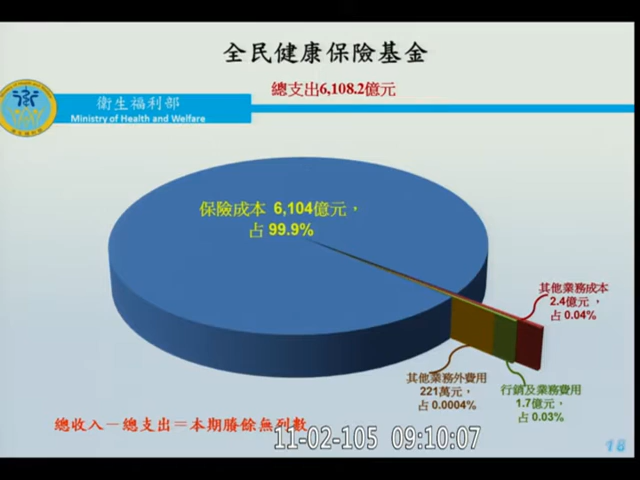 全民健康保險基金
總支出6,108.2億元
衛生福利部
Ministry of Health and Welfare
保險成本 6,104億元，
占 99.9%
其他業務成本
2.4億元，
占 0.04%
其他業務外費用
221萬元，
占 0.0004%
行銷及業務費用
1.7億元，
占 0.03%
總收入－總支出＝本期賸餘無列數
11-02-105 09:10:07
18